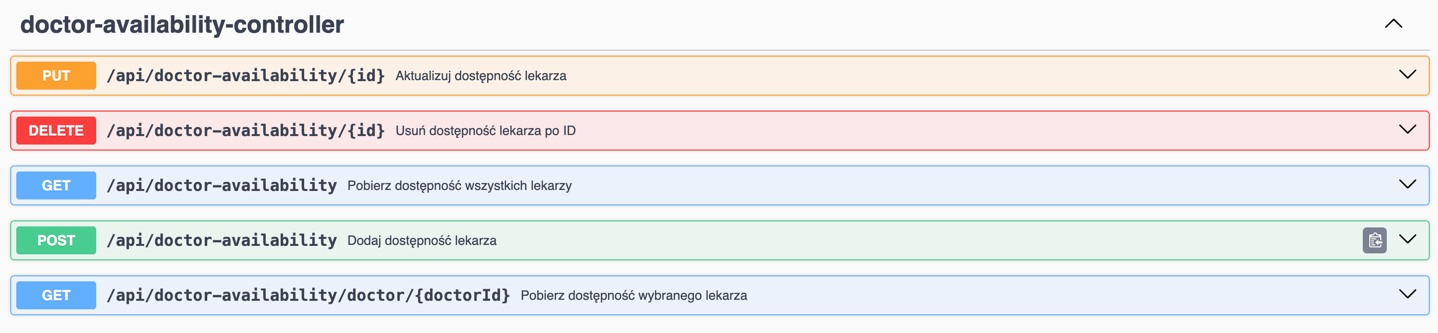 doctor-availability-controller
PUT /api/doctor-availability/{id} Aktualizuj dostępność lekarza
DELETE /api/doctor-availability/{id} Usuń dostępność lekarza po ID
GET /api/doctor-availability Pobierz dostępność wszystkich lekarzy
POST /api/doctor-availability Dodaj dostępność lekarza
GET /api/doctor-availability/doctor/{doctorId} Pobierz dostępność wybranego lekarza